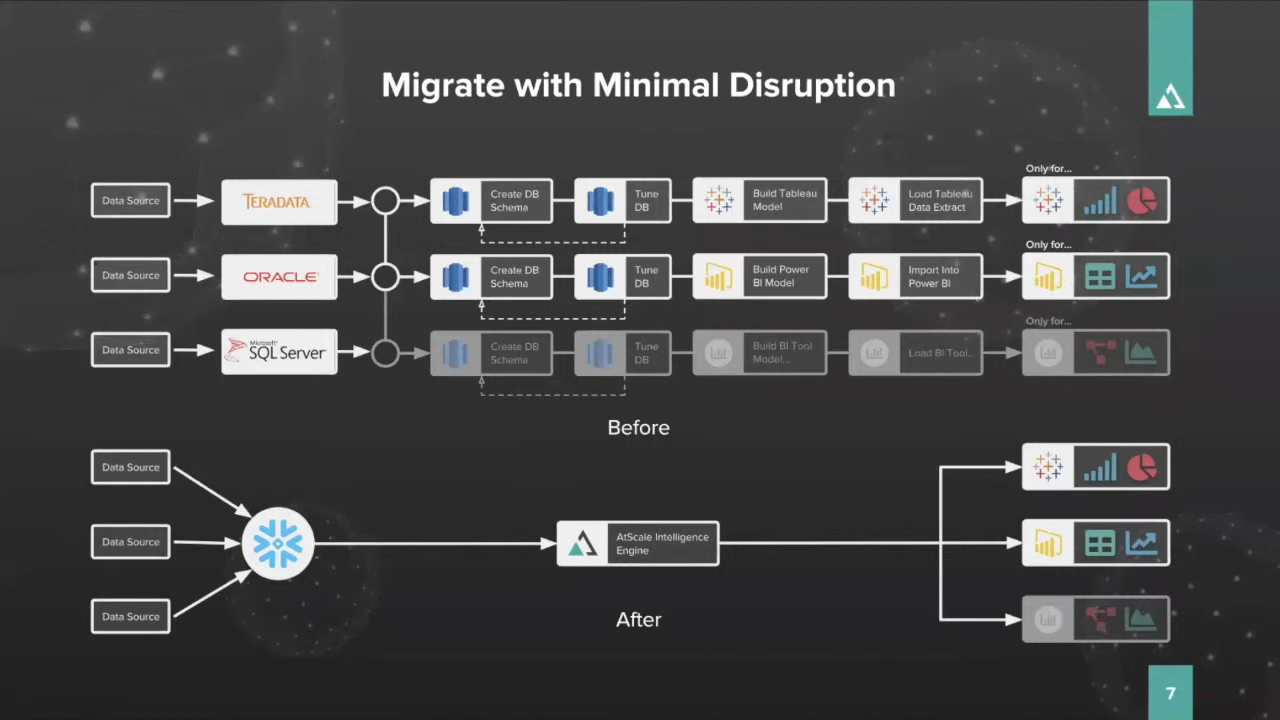 Migrate with Minimal Disruption
Only for...
Data Source
TERADATA
Create DB
Schema
Tune
DB
Build Tableau
Model
Load Tableau
Data Extract
Only for...
Data Source
ORACLE
Create DB
Schema
Tune
DB
Build Power
BI Model
Import Into
Power BI
Only for...
Data Source
Microsoft
SQL Server
Create DB
Schema
Tune
DB
Build BI Tool
Model...
Load BI Tool...
Before
Data Source
Data Source
AtScale Intelligence
Engine
Data Source
After
7